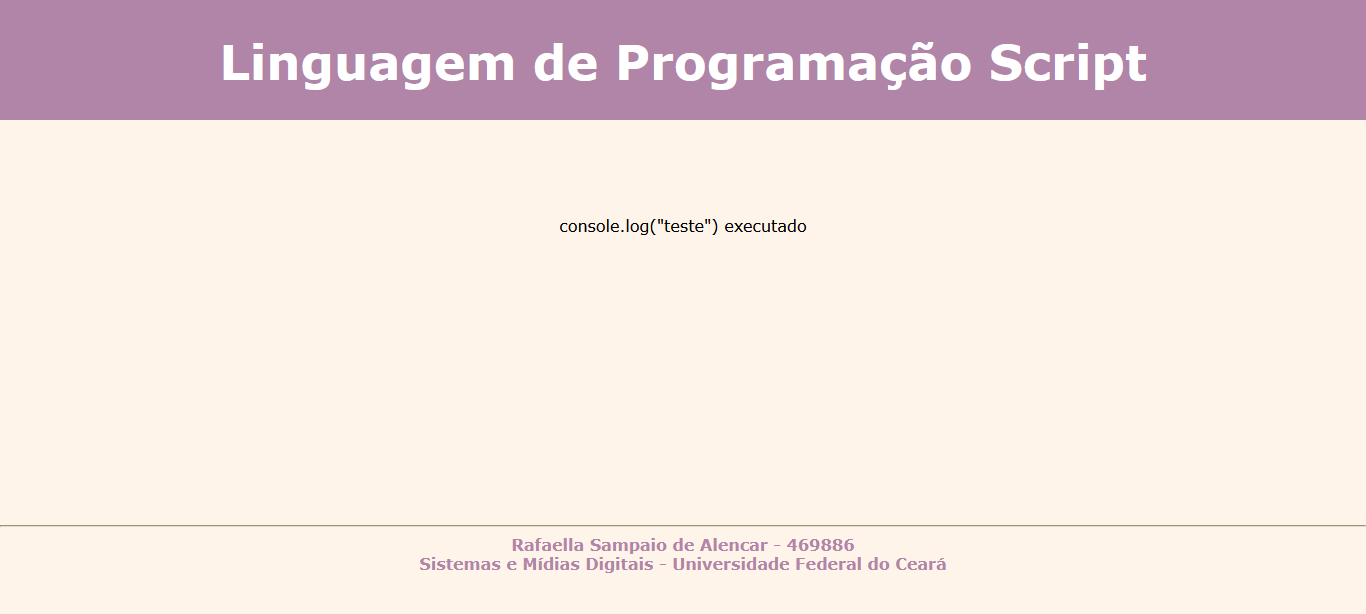 Linguagem de Programação Script
console.log("teste") executado
Rafaella Sampaio de Alencar - 469886
Sistemas e Mídias Digitais - Universidade Federal do Ceará